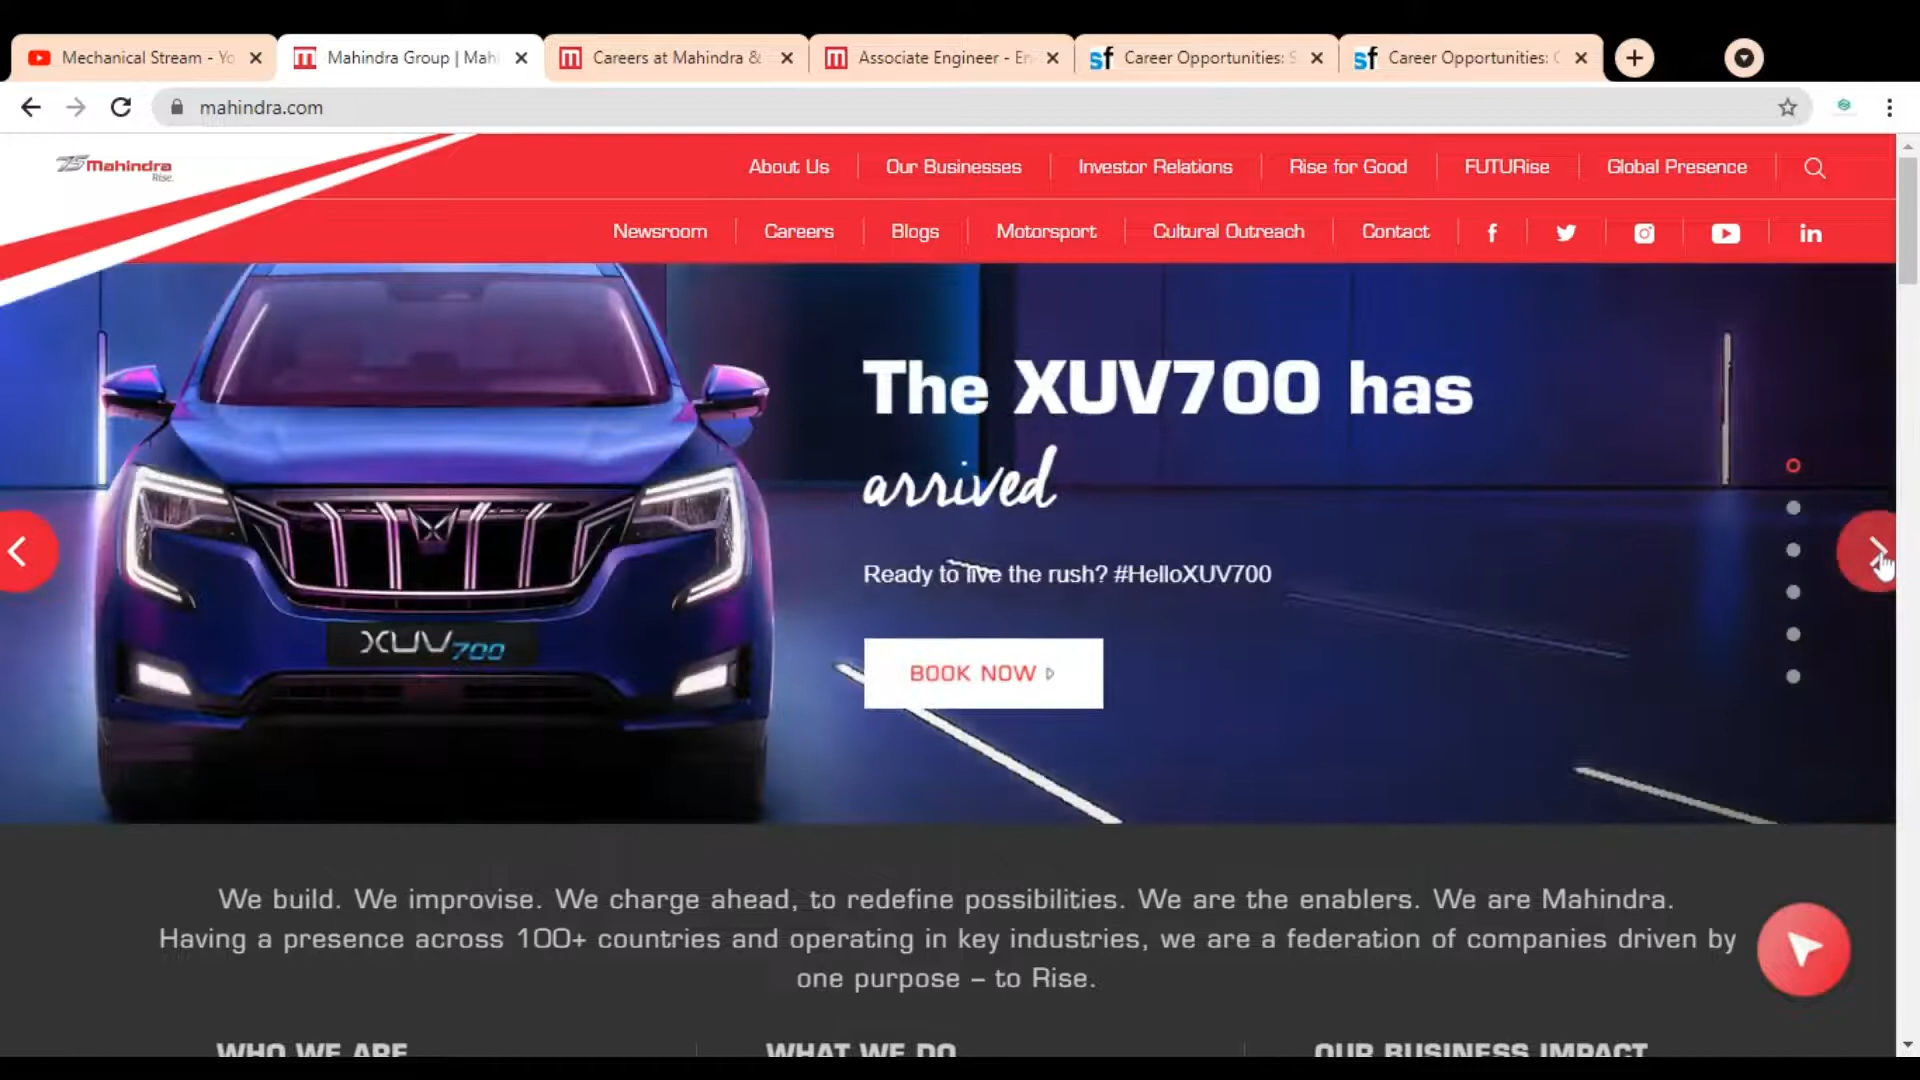 Mechanical Stream - Yo
Mahindra Group | Mahi
Careers at Mahindra &
Associate Engineer - En
Career Opportunities: S
Career Opportunities: C
mahindra.com
75 Mahindra
Rise.
About Us
Our Businesses
Investor Relations
Rise for Good
FUTURise
Global Presence
Newsroom
Careers
Blogs
Motorsport
Cultural Outreach
Contact
The XUV700 has
arrived
Ready to live the rush? #HelloXUV700
BOOK NOW
XUV700
We build. We improvise. We charge ahead, to redefine possibilities. We are the enablers. We are Mahindra.
Having a presence across 100+ countries and operating in key industries, we are a federation of companies driven by
one purpose – to Rise.
WHO WE ARE
WHAT WE DO
OUR BUSINESS IMPACT